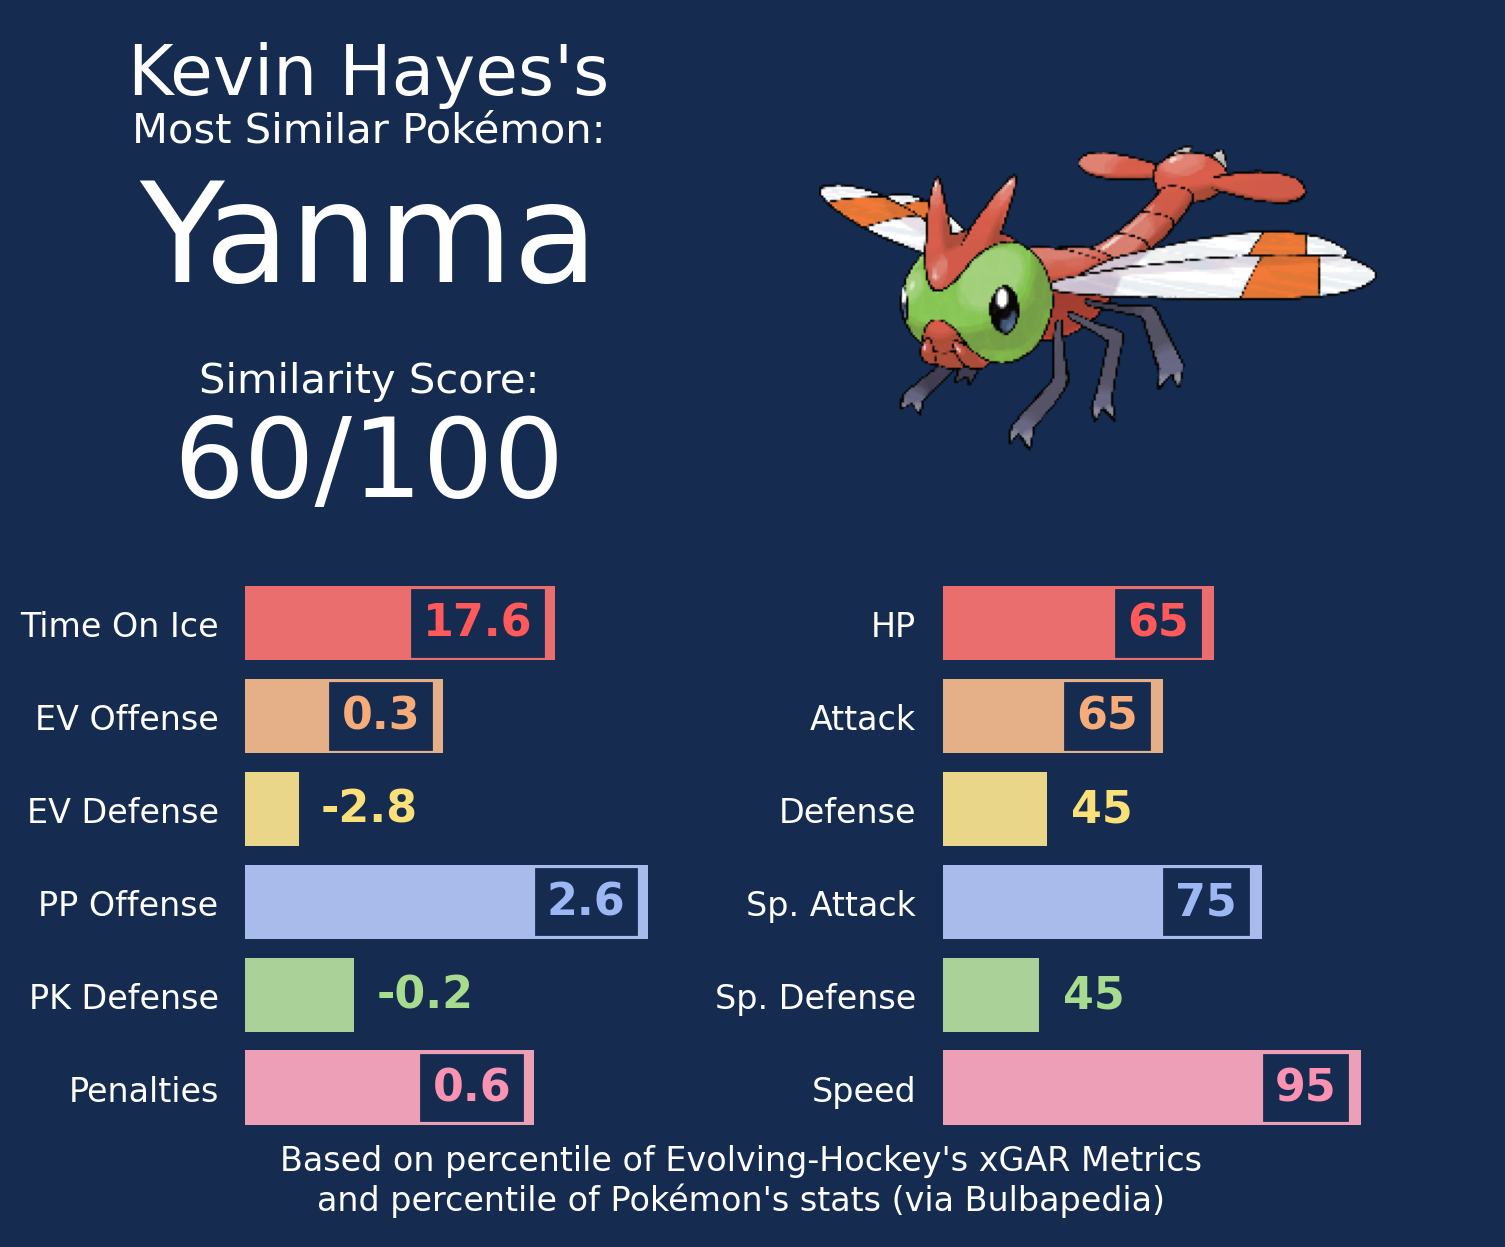 Kevin Hayes's
Most Similar Pokémon:
Yanma
Similarity Score:
60/100
Time On Ice 17.6
EV Offense 0.3
EV Defense -2.8
PP Offense 2.6
PK Defense -0.2
Penalties 0.6
HP 65
Attack 65
Defense 45
Sp. Attack 75
Sp. Defense 45
Speed 95
Based on percentile of Evolving-Hockey's xGAR Metrics
and percentile of Pokémon's stats (via Bulbapedia)